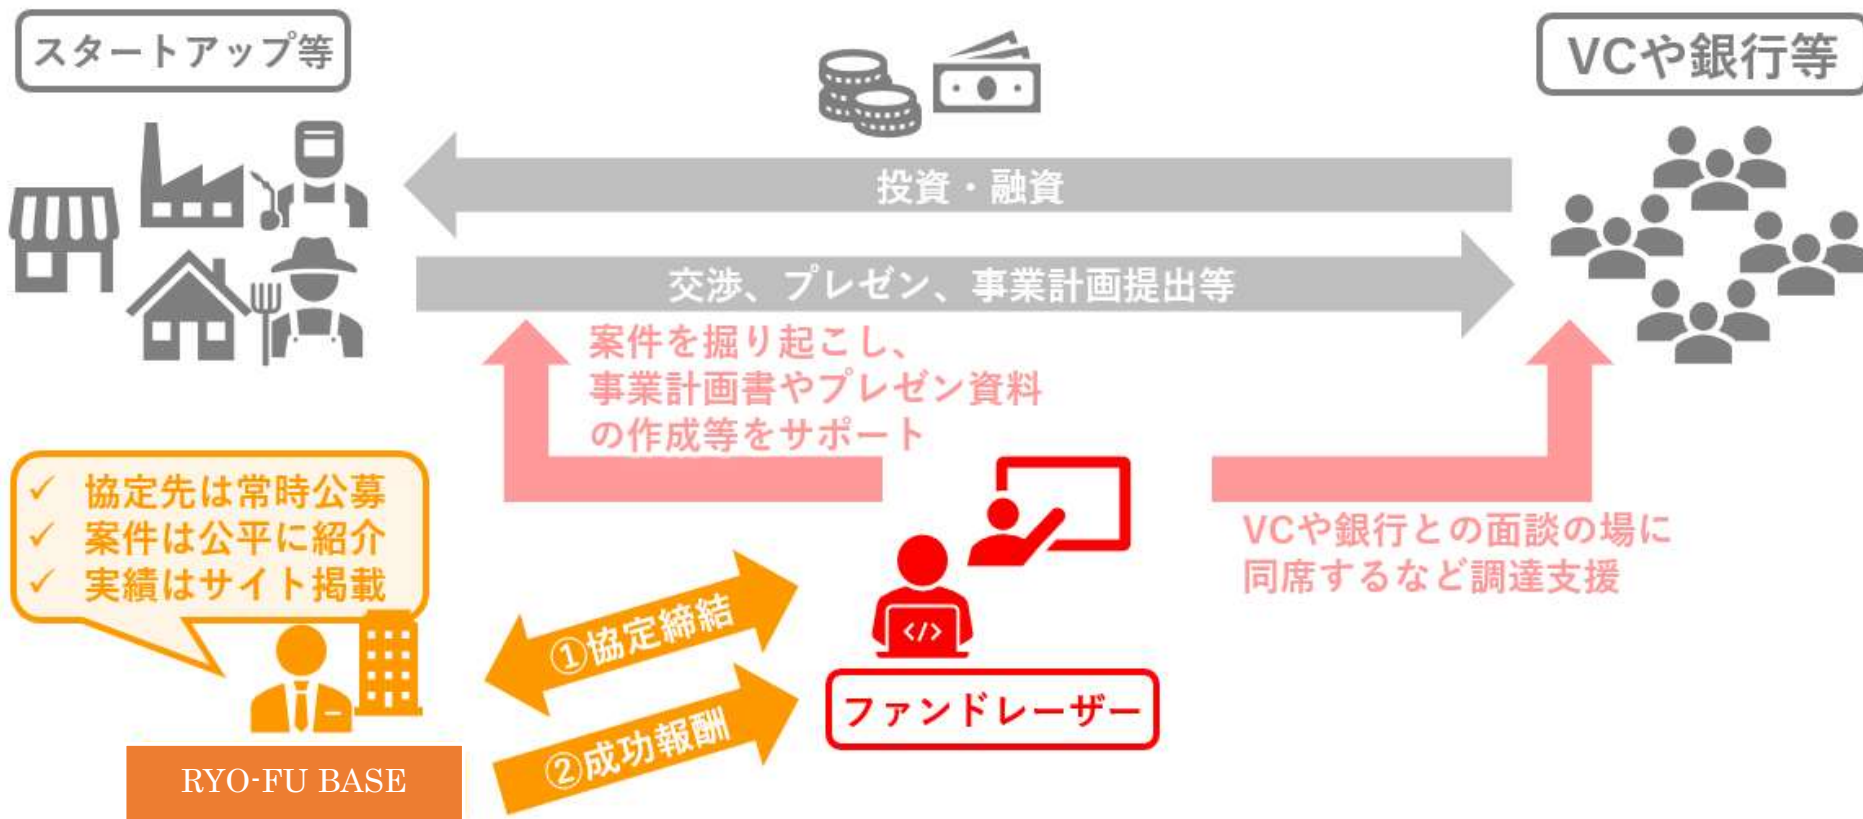 スタートアップ等
VCや銀行等
投資・融資
交渉、プレゼン、事業計画提出等
案件を掘り起こし、
事業計画書やプレゼン資料
の作成等をサポート
✓ 協定先は常時公募
✓ 案件は公平に紹介
✓ 実績はサイト掲載
VCや銀行との面談の場に
同席するなど調達支援
①協定締結
</>
ファンドレーザー
②成功報酬
RYO-FU BASE